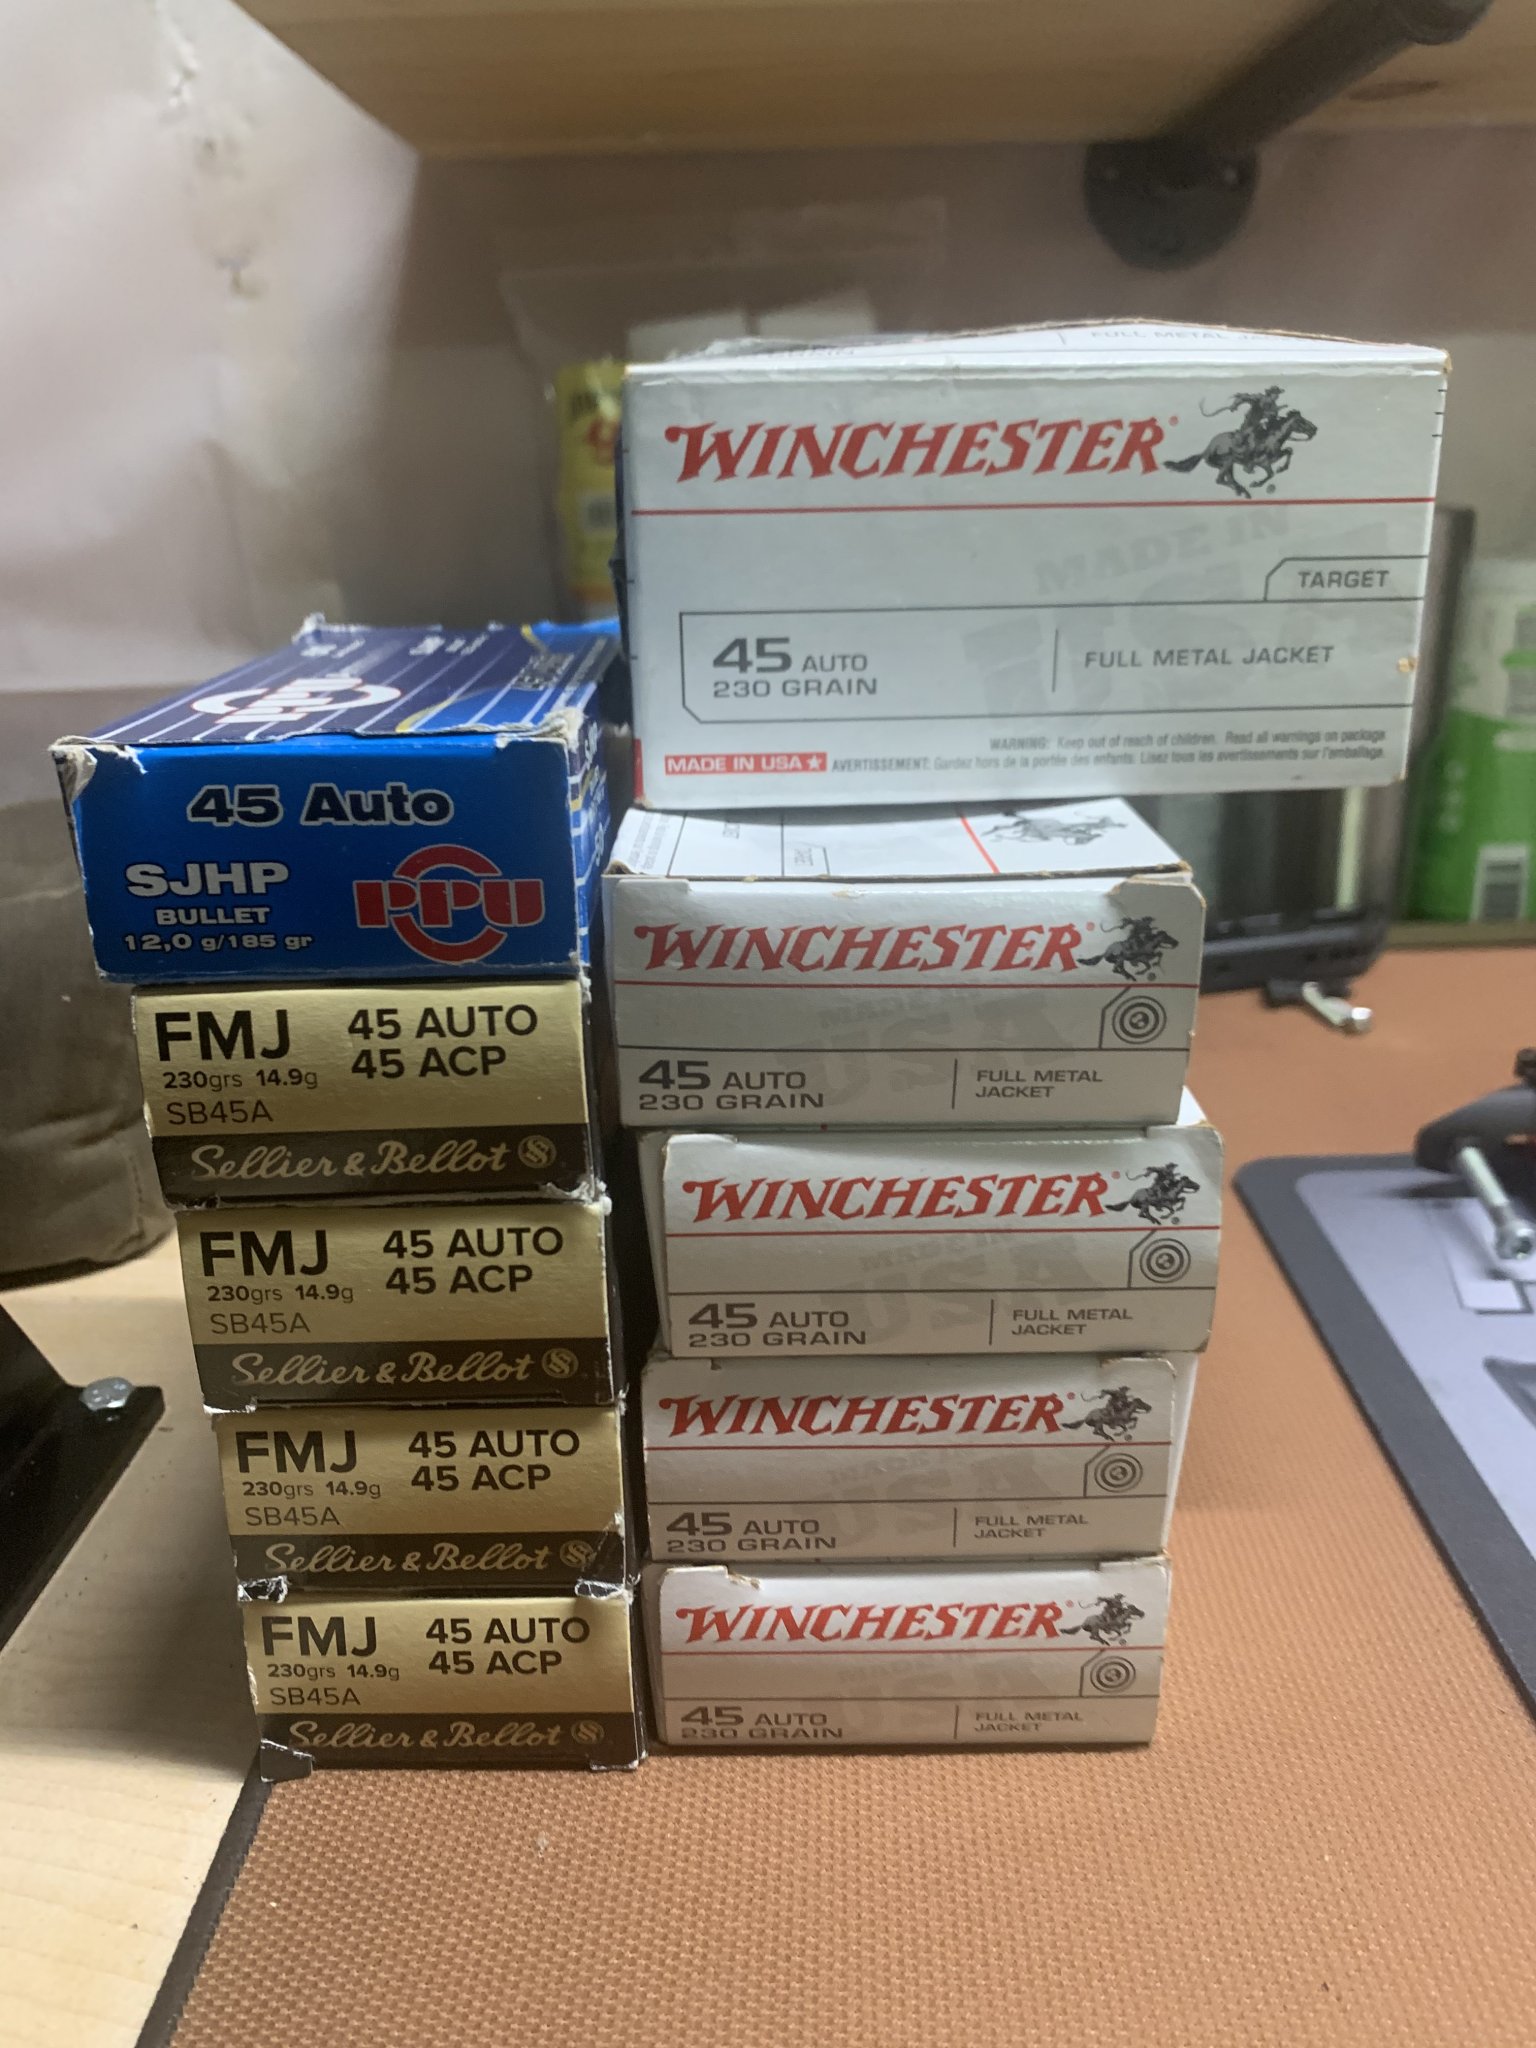 45 Auto
SJHP
BULLET
12,0 g/185 gr
PPU
FMJ
45 AUTO
45 ACP
230grs 14.9g
SB45A
Sellier & Bellot
FMJ
45 AUTO
45 ACP
230grs 14.9g
SB45A
Sellier & Bellot
FMJ
45 AUTO
45 ACP
230grs 14.9g
SB45A
Sellier & Bellot
FMJ
45 AUTO
45 ACP
230grs 14.9g
SB45A
Sellier & Bellot
FULL METAL
WINCHESTER®
MADE IN
USA
TARGET
45 AUTO
230 GRAIN
FULL METAL JACKET
WARNING: Keep out of reach of children. Read all warnings on package.
MADE IN USA
AVERTISSEMENT: Gardez hors de la portée des enfants. Lisez tous les avertissements sur l'emballage.
WINCHESTER®
45 AUTO
230 GRAIN
FULL METAL
JACKET
WINCHESTER®
45 AUTO
230 GRAIN
FULL METAL
JACKET
WINCHESTER®
45 AUTO
230 GRAIN
FULL METAL
JACKET
WINCHESTER®
45 AUTO
230 GRAIN
FULL METAL
JACKET